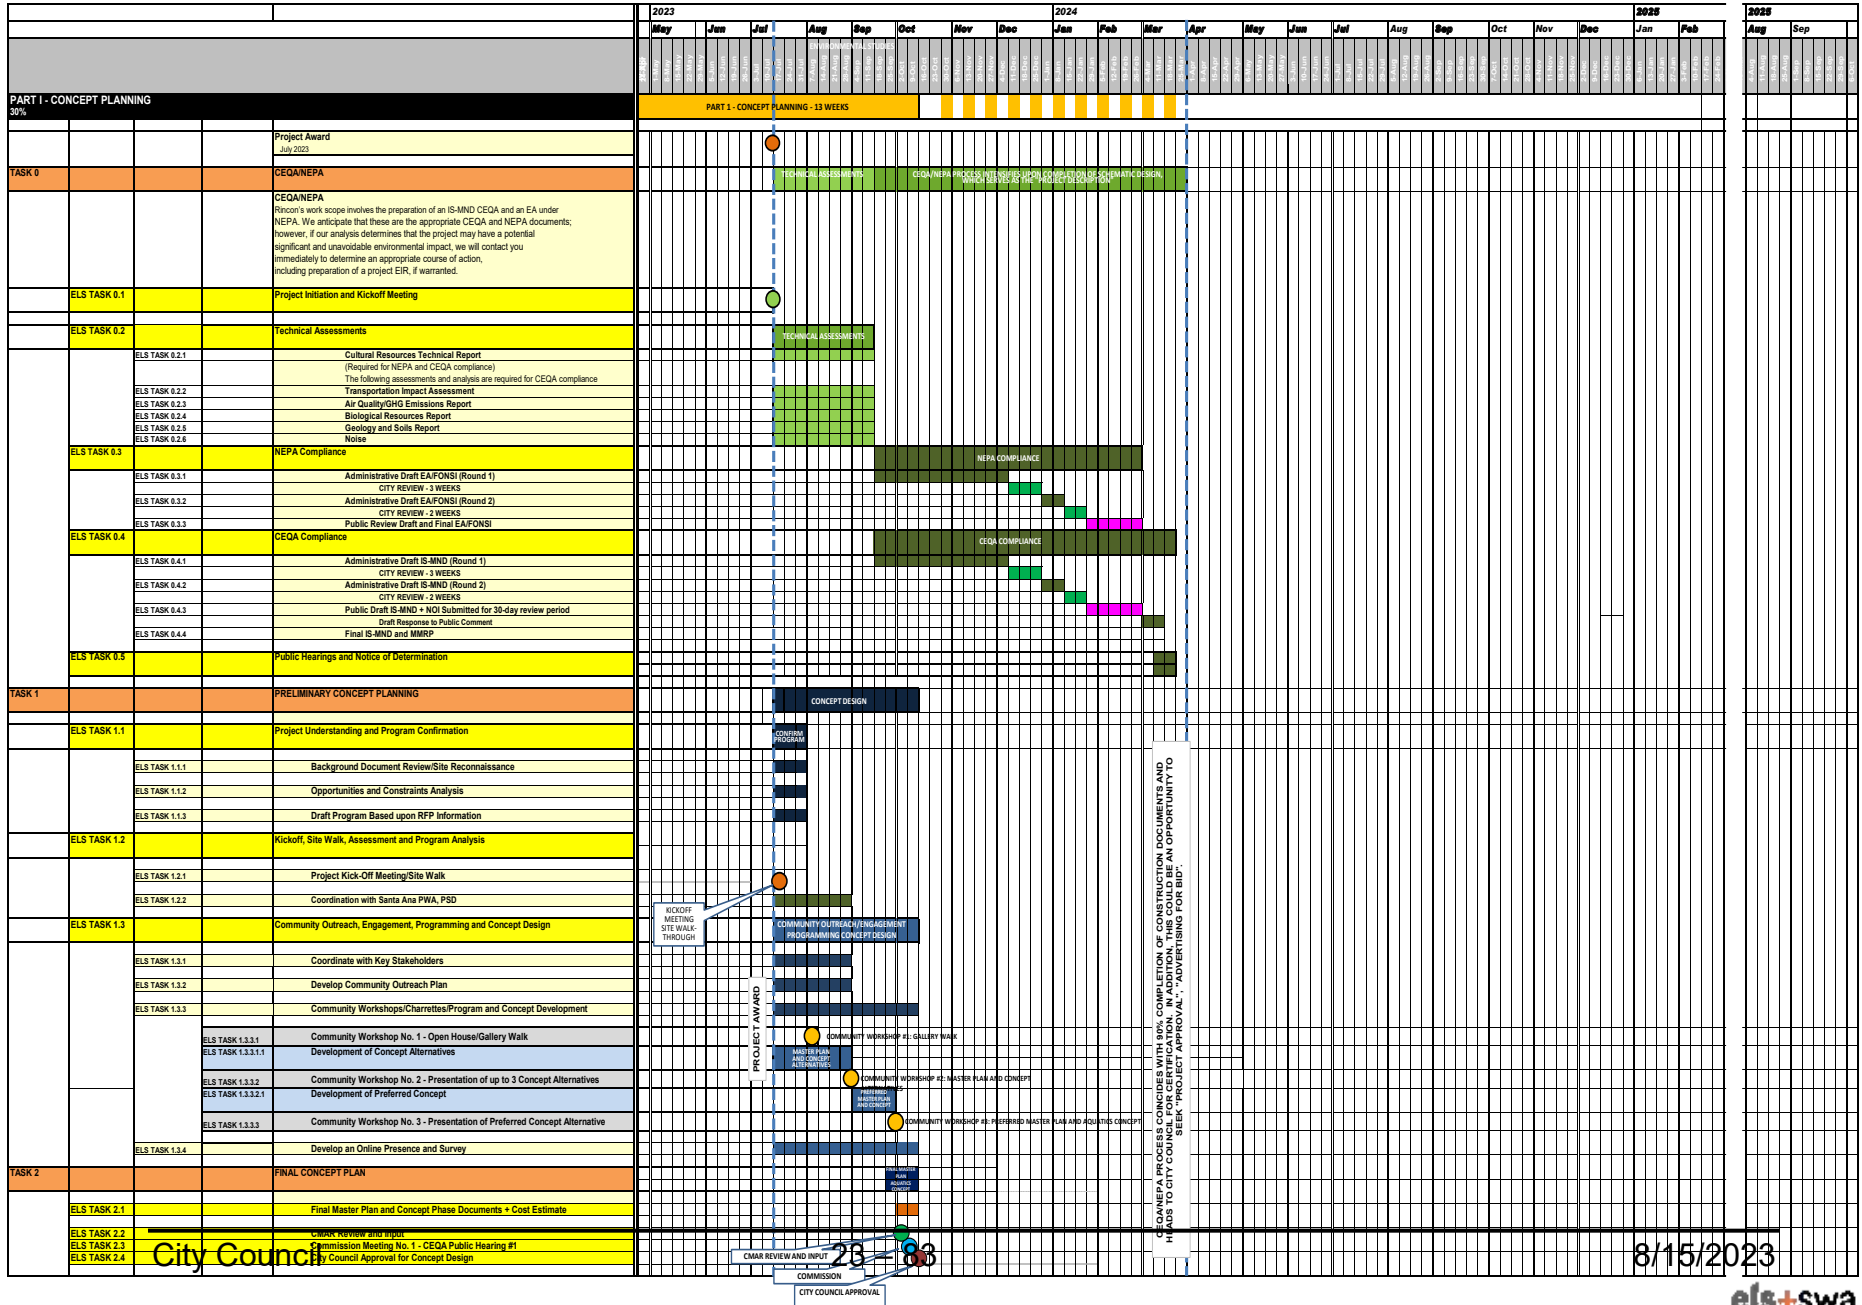 2023 2024 2025 2025
May Jun Jul Aug Sep Oct Nov Dec Jan Feb Mar Apr May Jun Jul Aug Sep Oct Nov Dec Jan Feb Aug Sep
ENVIRONMENTAL STUDIES
PART I - CONCEPT PLANNING
30%
PART 1 - CONCEPT PLANNING - 13 WEEKS
Project Award
July 2023
TASK 0 CEQA/NEPA
TECHNICAL ASSESSMENTS
CEQA/NEPA PROCESS INTENSIFIES UPON COMPLETION OF SCHEMATIC DESIGN,
WHICH SERVES AS THE "PROJECT DESCRIPTION"
CEQA/NEPA
Rincon's work scope involves the preparation of an IS-MND CEQA and an EA under
NEPA. We anticipate that these are the appropriate CEQA and NEPA documents;
however, if our analysis determines that the project may have a potential
significant and unavoidable environmental impact, we will contact you
immediately to determine an appropriate course of action,
including preparation of a project EIR, if warranted.
ELS TASK 0.1 Project Initiation and Kickoff Meeting
ELS TASK 0.2 Technical Assessments
TECHNICAL ASSESSMENTS
ELS TASK 0.2.1 Cultural Resources Technical Report
(Required for NEPA and CEQA compliance)
The following assessments and analysis are required for CEQA compliance
ELS TASK 0.2.2 Transportation Impact Assessment
ELS TASK 0.2.3 Air Quality/GHG Emissions Report
ELS TASK 0.2.4 Biological Resources Report
ELS TASK 0.2.5 Geology and Soils Report
ELS TASK 0.2.6 Noise
ELS TASK 0.3 NEPA Compliance
NEPA COMPLIANCE
ELS TASK 0.3.1 Administrative Draft EA/FONSI (Round 1)
CITY REVIEW - 3 WEEKS
ELS TASK 0.3.2 Administrative Draft EA/FONSI (Round 2)
CITY REVIEW - 2 WEEKS
ELS TASK 0.3.3 Public Review Draft and Final EA/FONSI
ELS TASK 0.4 CEQA Compliance
CEQA COMPLIANCE
ELS TASK 0.4.1 Administrative Draft IS-MND (Round 1)
CITY REVIEW - 3 WEEKS
ELS TASK 0.4.2 Administrative Draft IS-MND (Round 2)
CITY REVIEW - 2 WEEKS
ELS TASK 0.4.3 Public Draft IS-MND + NOI Submitted for 30-day review period
Draft Response to Public Comment
ELS TASK 0.4.4 Final IS-MND and MMRP
ELS TASK 0.5 Public Hearings and Notice of Determination
TASK 1 PRELIMINARY CONCEPT PLANNING
CONCEPT DESIGN
ELS TASK 1.1 Project Understanding and Program Confirmation
CONFIRM
PROGRAM
ELS TASK 1.1.1 Background Document Review/Site Reconnaissance
ELS TASK 1.1.2 Opportunities and Constraints Analysis
ELS TASK 1.1.3 Draft Program Based upon RFP Information
ELS TASK 1.2 Kickoff, Site Walk, Assessment and Program Analysis
ELS TASK 1.2.1 Project Kick-Off Meeting/Site Walk
ELS TASK 1.2.2 Coordination with Santa Ana PWA, PSD
KICKOFF
MEETING
SITE WALK-
THROUGH
ELS TASK 1.3 Community Outreach, Engagement, Programming and Concept Design
COMMUNITY OUTREACH/ENGAGEMENT
PROGRAMMING CONCEPT DESIGN
ELS TASK 1.3.1 Coordinate with Key Stakeholders
ELS TASK 1.3.2 Develop Community Outreach Plan
ELS TASK 1.3.3 Community Workshops/Charrettes/Program and Concept Development
PROJECT AWARD
ELS TASK 1.3.3.1 Community Workshop No. 1 - Open House/Gallery Walk
COMMUNITY WORKSHOP #1: GALLERY WALK
ELS TASK 1.3.3.1.1 Development of Concept Alternatives
MASTER PLAN
AND CONCEPT
ALTERNATIVES
ELS TASK 1.3.3.2 Community Workshop No. 2 - Presentation of up to 3 Concept Alternatives
COMMUNITY WORKSHOP #2: MASTER PLAN AND CONCEPT
ALTERNATIVES
ELS TASK 1.3.3.2.1 Development of Preferred Concept
PREFERRED
MASTER PLAN
AND CONCEPT
ELS TASK 1.3.3.3 Community Workshop No. 3 - Presentation of Preferred Concept Alternative
COMMUNITY WORKSHOP #3: PREFERRED MASTER PLAN AND AQUATICS CONCEPT
ELS TASK 1.3.4 Develop an Online Presence and Survey
CEQA/NEPA PROCESS COINCIDES WITH 90% COMPLETION OF CONSTRUCTION DOCUMENTS AND
HEADS TO CITY COUNCIL FOR CERTIFICATION. IN ADDITION, THIS COULD BE AN OPPORTUNITY TO
SEEK "PROJECT APPROVAL", "ADVERTISING FOR BID".
TASK 2 FINAL CONCEPT PLAN
FINAL MASTER
PLAN
AQUATICS
CONCEPT
ELS TASK 2.1 Final Master Plan and Concept Phase Documents + Cost Estimate
ELS TASK 2.2 CMAR Review and Input
ELS TASK 2.3 Commission Meeting No. 1 - CEQA Public Hearing #1
ELS TASK 2.4 City Council Approval for Concept Design
CMAR REVIEW AND INPUT
COMMISSION
CITY COUNCIL APPROVAL
City Council 23 – 83 8/15/2023
els+swa